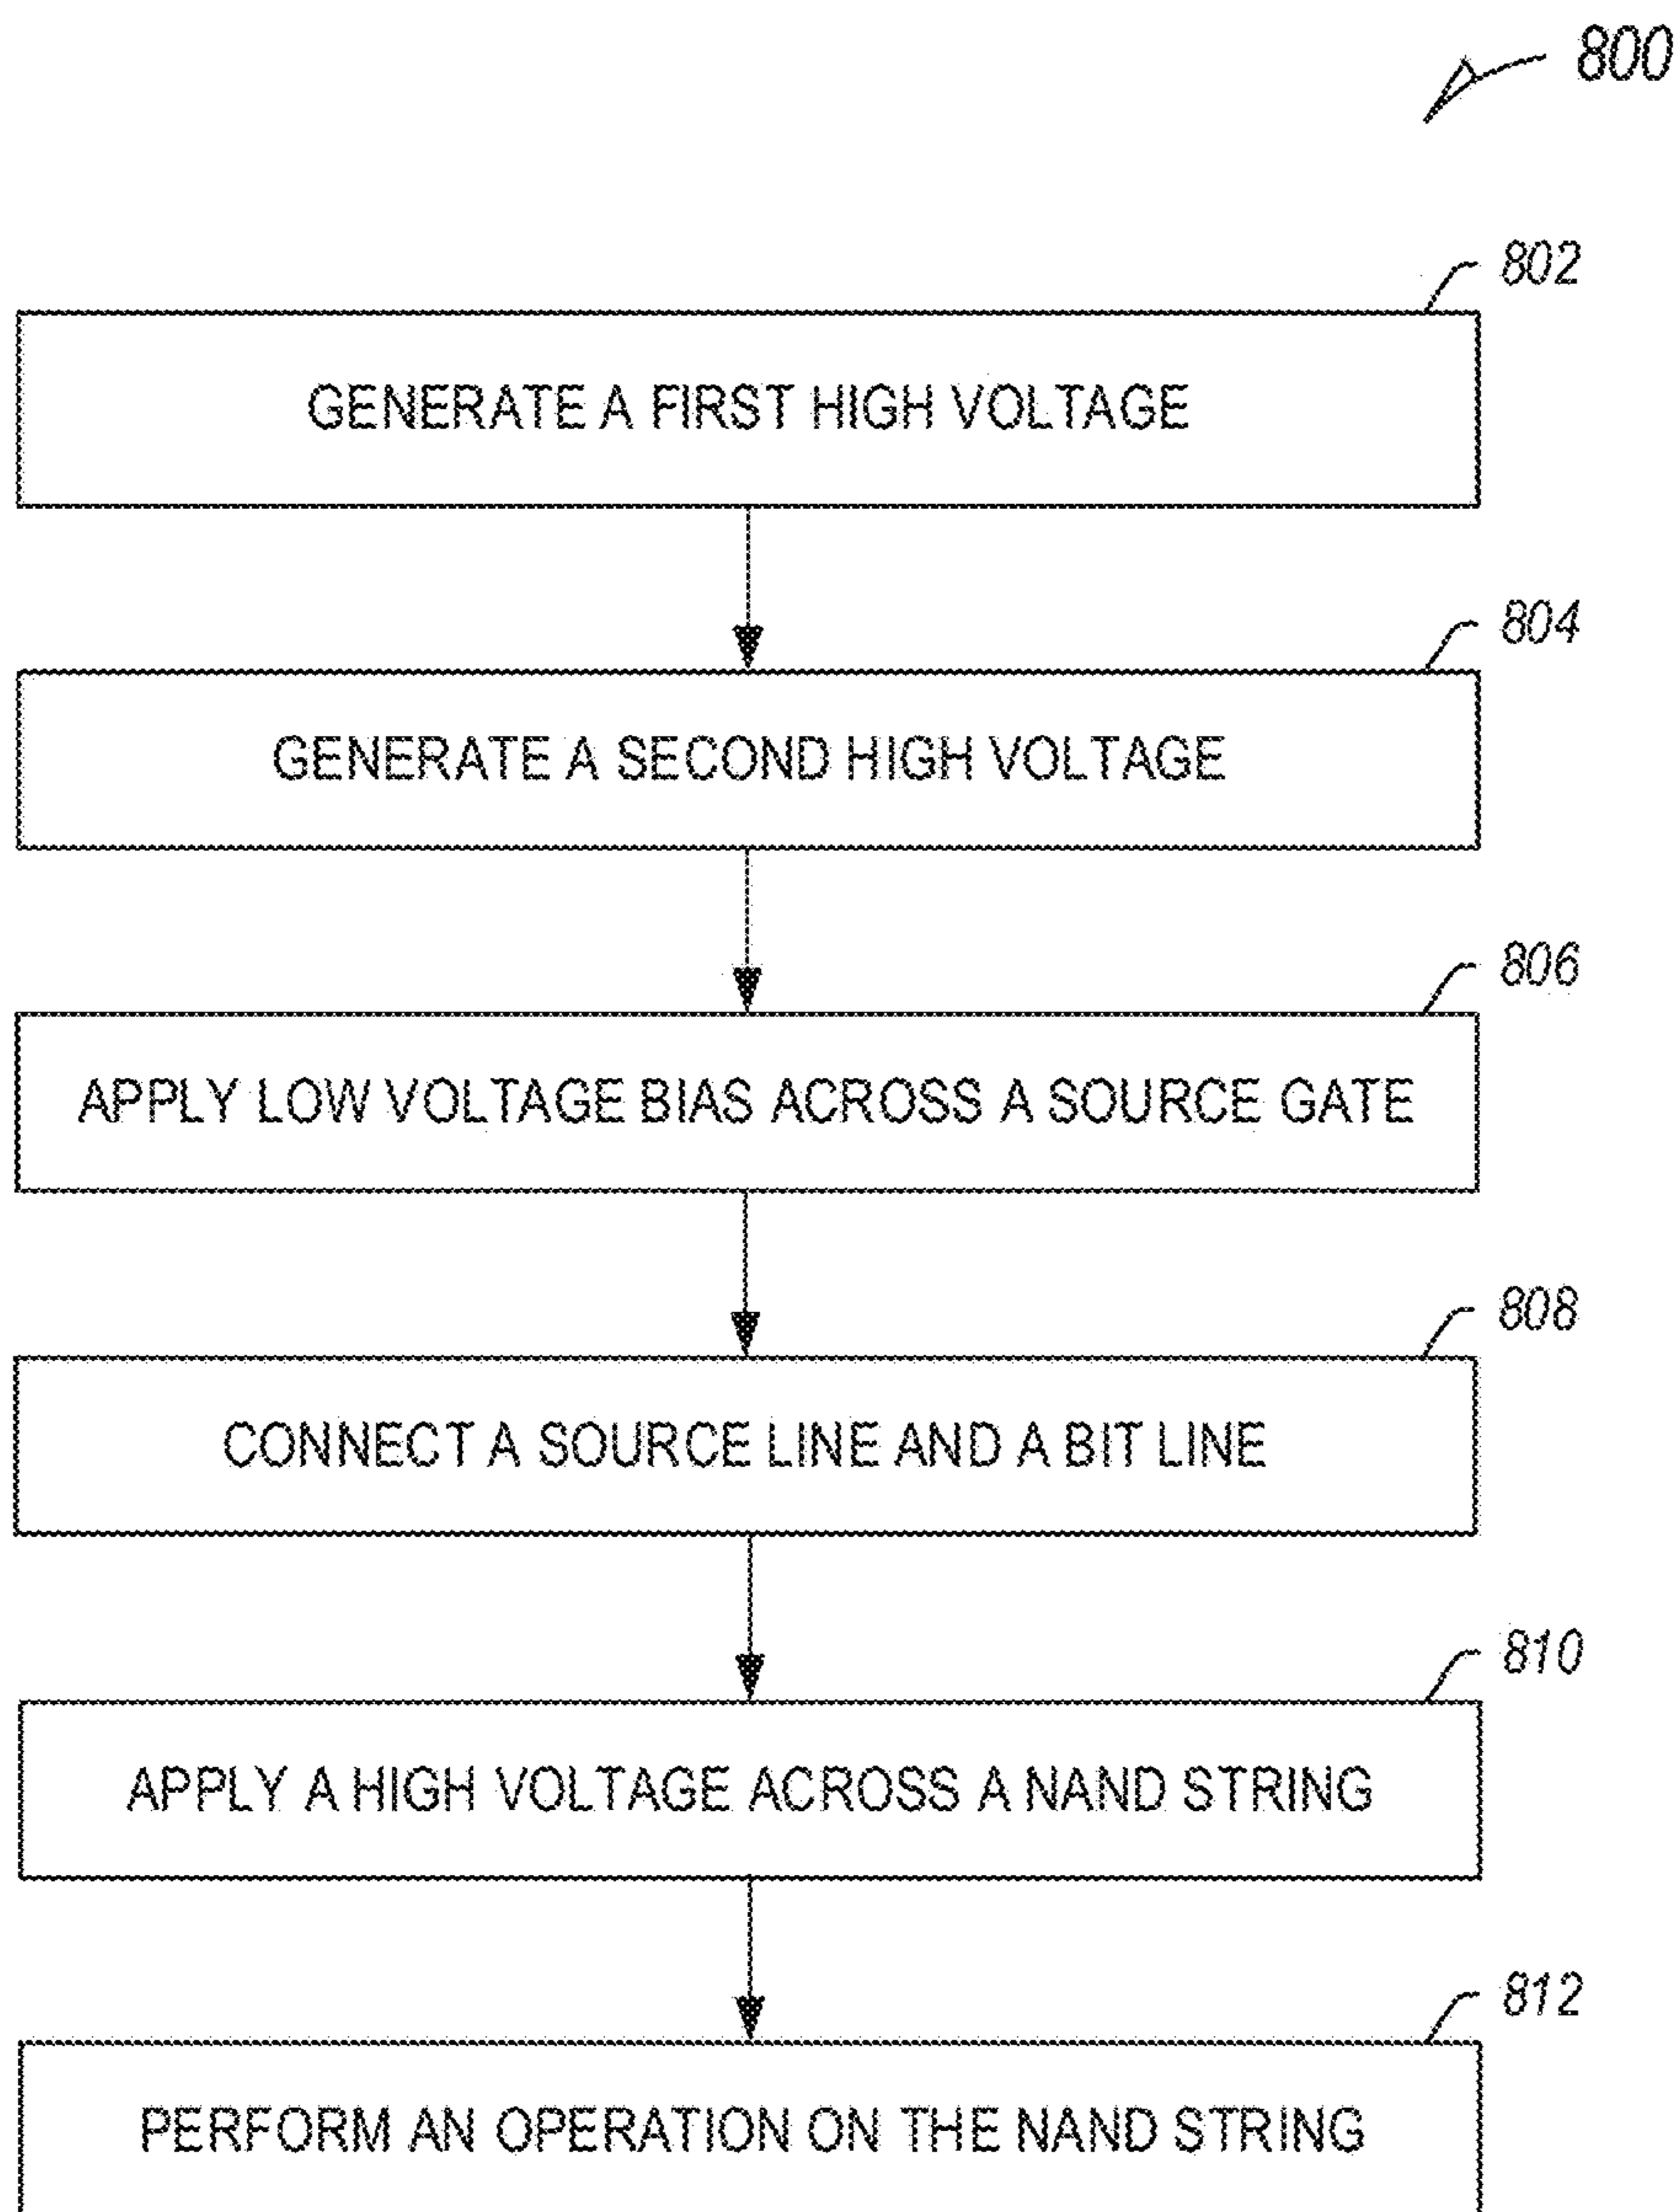 800
802
GENERATE A FIRST HIGH VOLTAGE
804
GENERATE A SECOND HIGH VOLTAGE
806
APPLY LOW VOLTAGE BIAS ACROSS A SOURCE GATE
808
CONNECT A SOURCE LINE AND A BIT LINE
810
APPLY A HIGH VOLTAGE ACROSS A NAND STRING
812
PERFORM AN OPERATION ON THE NAND STRING